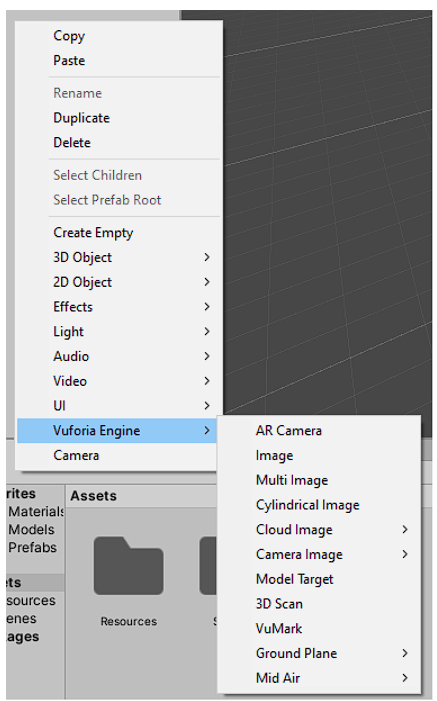 Copy
Paste
Rename
Duplicate
Delete
Select Children
Select Prefab Root
Create Empty
3D Object
2D Object
Effects
Light
Audio
Video
UI
Vuforia Engine
Camera
AR Camera
Image
Multi Image
Cylindrical Image
Cloud Image
Camera Image
Model Target
3D Scan
VuMark
Ground Plane
Mid Air
rites
Materials
Models
Prefabs
ets
sources
enes
ages
Assets
Resources
S